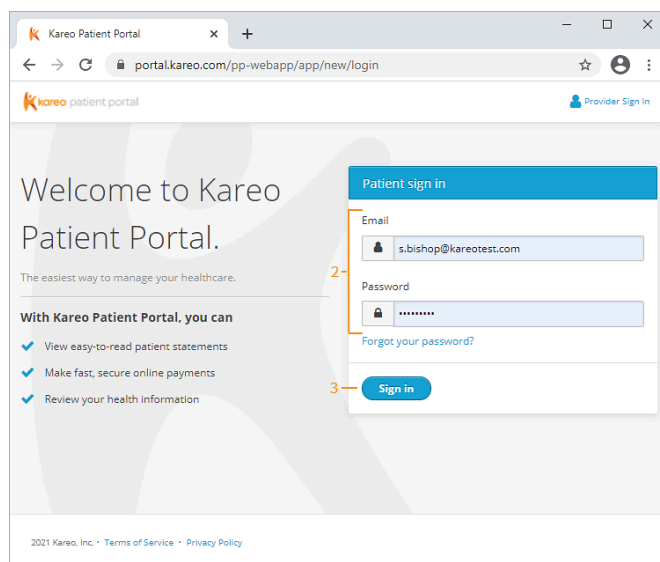 Kareo Patient Portal
portal.kareo.com/pp-webapp/app/new/login
kareo patient portal
Provider Sign In
Welcome to Kareo
Patient Portal.
The easiest way to manage your healthcare.
With Kareo Patient Portal, you can
View easy-to-read patient statements
Make fast, secure online payments
Review your health information
Patient sign in
2
Email
s.bishop@kareotest.com
Password
•••••••••
Forgot your password?
3
Sign in
2021 Kareo, Inc. • Terms of Service • Privacy Policy